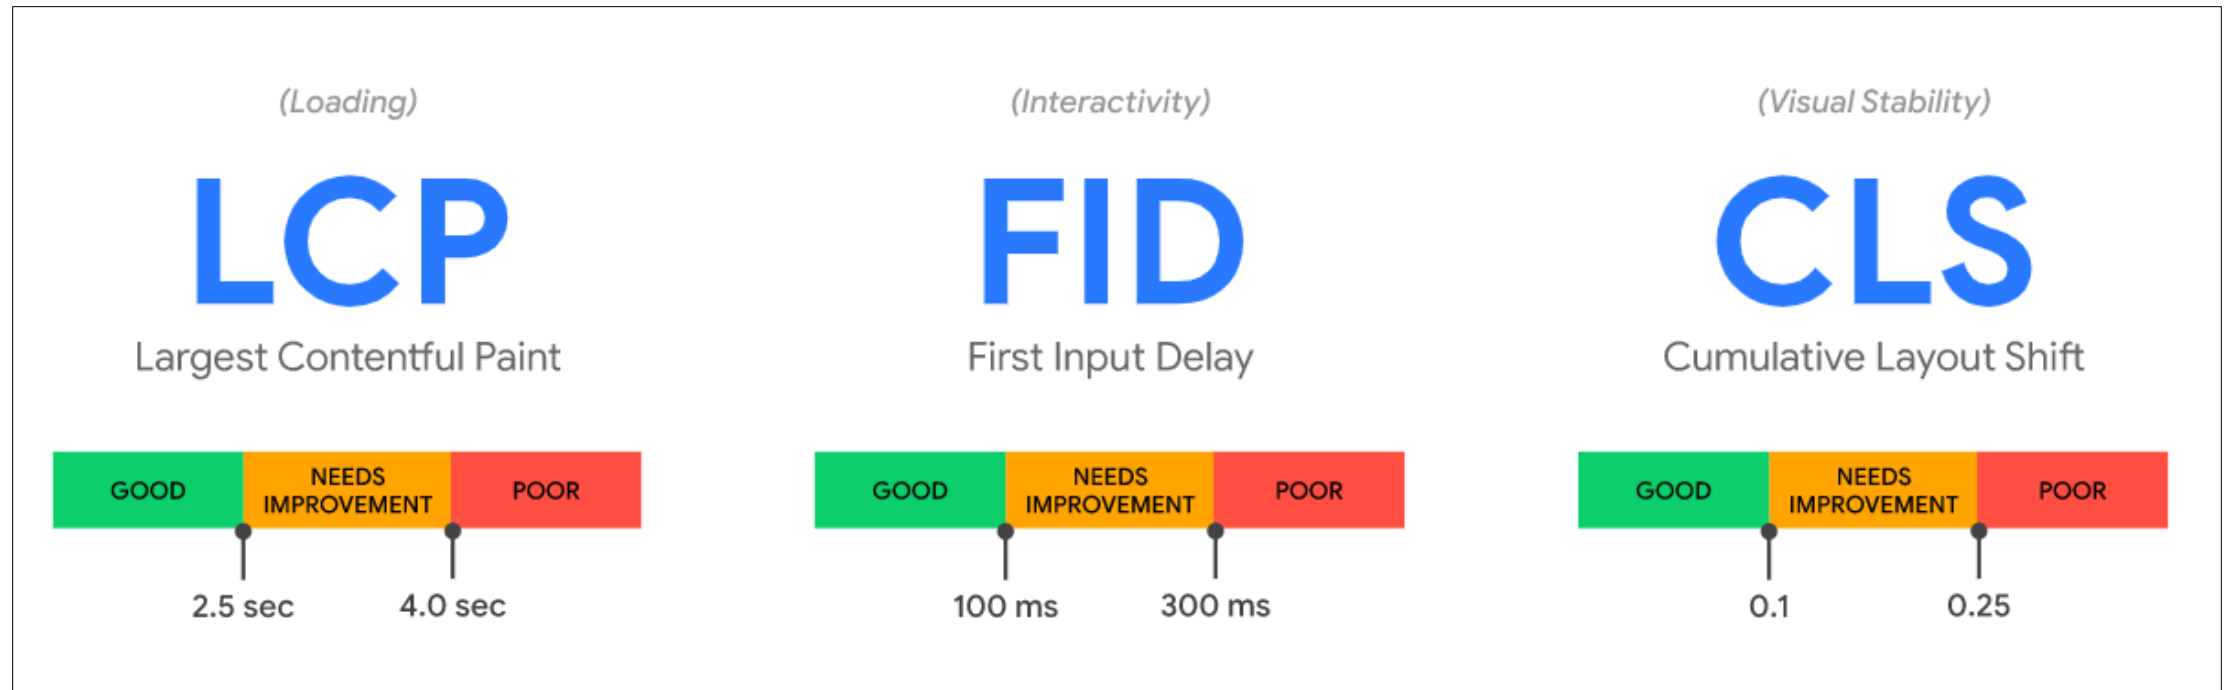 (Loading)
LCP
Largest Contentful Paint
GOOD
NEEDS
IMPROVEMENT
POOR
2.5 sec
4.0 sec
(Interactivity)
FID
First Input Delay
GOOD
NEEDS
IMPROVEMENT
POOR
100 ms
300 ms
(Visual Stability)
CLS
Cumulative Layout Shift
GOOD
NEEDS
IMPROVEMENT
POOR
0.1
0.25